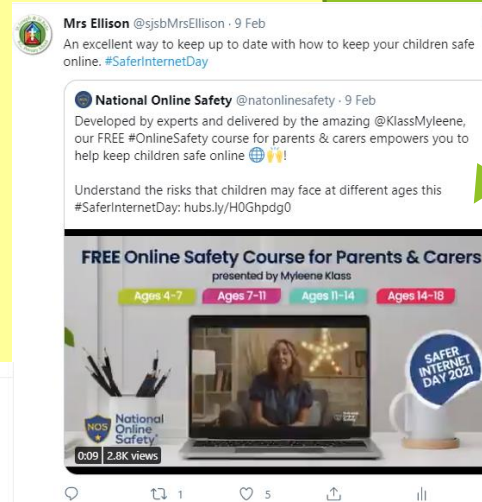 Mrs Ellison @sjsbMrsEllison · 9 Feb
An excellent way to keep up to date with how to keep your children safe
online. #SaferInternetDay
National Online Safety @natonlinesafety · 9 Feb
Developed by experts and delivered by the amazing @KlassMyleene,
our FREE #OnlineSafety course for parents & carers empowers you to
help keep children safe online 🌐🙌!
Understand the risks that children may face at different ages this
#SaferInternetDay: hubs.ly/H0Ghpdg0
FREE Online Safety Course for Parents & Carers
presented by Myleene Klass
Ages 4-7 Ages 7-11 Ages 11-14 Ages 14-18
SAFER
INTERNET
DAY 2021
NOS
National
Online
Safety
0:09 2.8K views
1 5